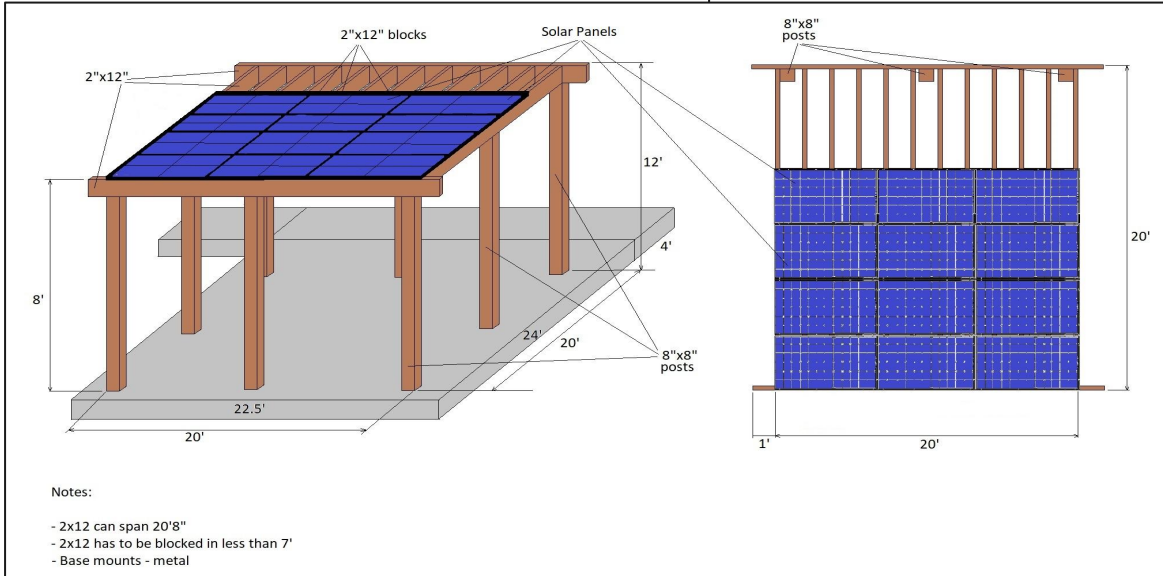 2"x12" blocks
Solar Panels
8"x8"
posts
2"x12"
12'
4'
20'
8'
24'
20'
8"x8"
posts
22.5'
20'
1'
20'
Notes:
- 2x12 can span 20'8"
- 2x12 has to be blocked in less than 7'
- Base mounts - metal